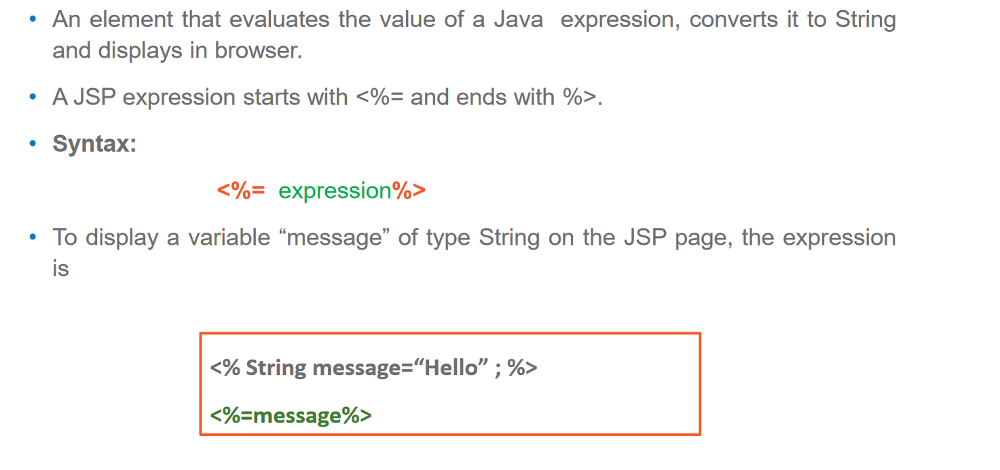 • An element that evaluates the value of a Java expression, converts it to String
and displays in browser.
• A JSP expression starts with <%= and ends with %>.
• Syntax:
<%= expression%>
• To display a variable “message” of type String on the JSP page, the expression
is
<% String message=“Hello” ; %>
<%=message%>